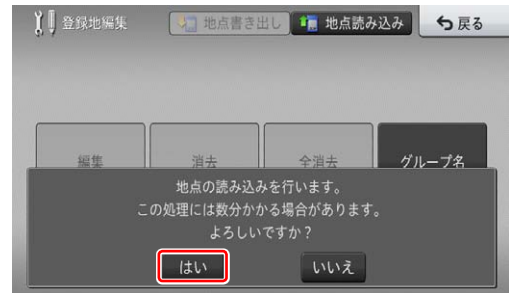 登録地編集
地点書き出し
地点読み込み
戻る
編集
消去
全消去
グループ名
地点の読み込みを行います。
この処理には数分かかる場合があります。
よろしいですか？
はい
いいえ